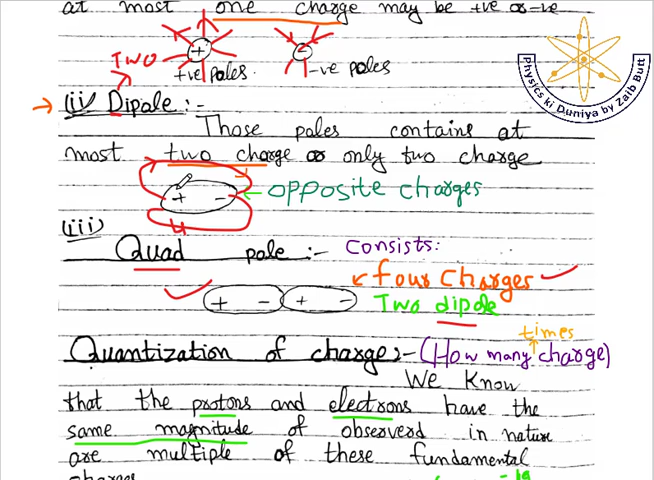 at most one charge may be +ve or -ve
TWO + -
+ve poles. -ve poles
(ii) Dipole:-
Those poles contains at
most two charge or only two charge
+ - opposite charges
(iii)
Quad pole:- Consists:
four Charges
+ - + - Two dipole
times
Quantization of charge:- (How many charge)
We Know
that the protons and electrons have the
same magnitude of observerd in nature
are multiple of these fundamental
charges
Physics ki Duniya by Zaib Butt